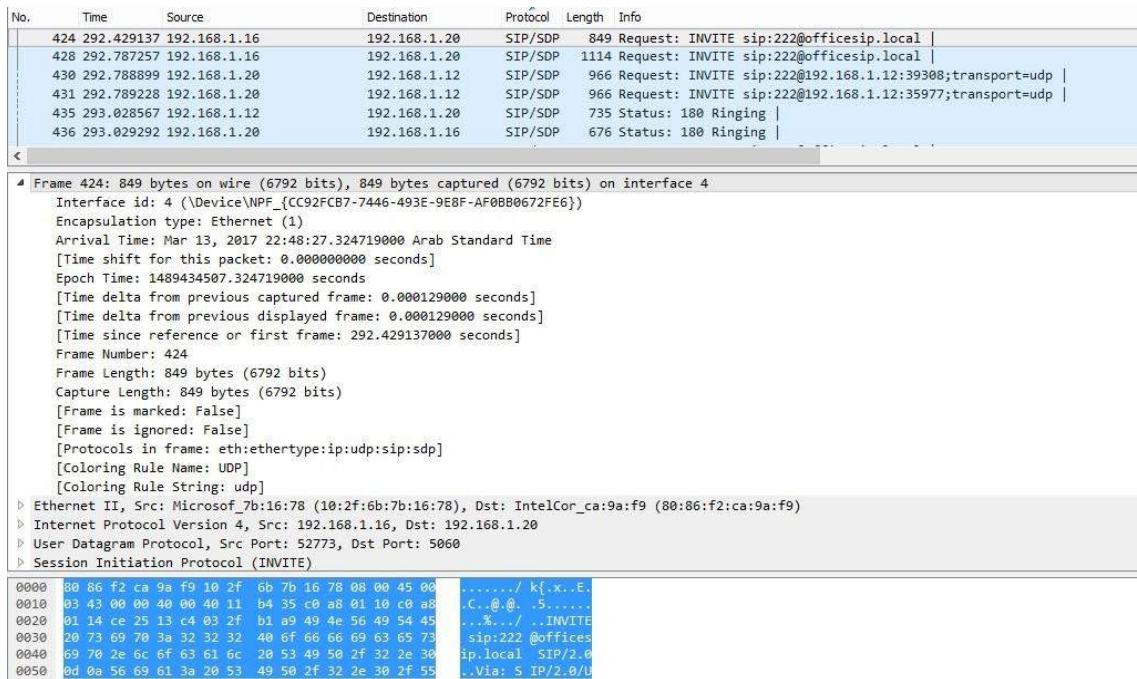 No. Time Source Destination Protocol Length Info
424 292.429137 192.168.1.16 192.168.1.20 SIP/SDP 849 Request: INVITE sip:222@officesip.local |
428 292.787257 192.168.1.16 192.168.1.20 SIP/SDP 1114 Request: INVITE sip:222@officesip.local |
430 292.788899 192.168.1.20 192.168.1.12 SIP/SDP 966 Request: INVITE sip:222@192.168.1.12:39308;transport=udp |
431 292.789228 192.168.1.20 192.168.1.12 SIP/SDP 966 Request: INVITE sip:222@192.168.1.12:35977;transport=udp |
435 293.028567 192.168.1.12 192.168.1.20 SIP/SDP 735 Status: 180 Ringing |
436 293.029292 192.168.1.20 192.168.1.16 SIP/SDP 676 Status: 180 Ringing |
Frame 424: 849 bytes on wire (6792 bits), 849 bytes captured (6792 bits) on interface 4
Interface id: 4 (\Device\NPF_{CC92FCB7-7446-493E-9E8F-AF0BB0672FE6})
Encapsulation type: Ethernet (1)
Arrival Time: Mar 13, 2017 22:48:27.324719000 Arab Standard Time
[Time shift for this packet: 0.000000000 seconds]
Epoch Time: 1489434507.324719000 seconds
[Time delta from previous captured frame: 0.000129000 seconds]
[Time delta from previous displayed frame: 0.000129000 seconds]
[Time since reference or first frame: 292.429137000 seconds]
Frame Number: 424
Frame Length: 849 bytes (6792 bits)
Capture Length: 849 bytes (6792 bits)
[Frame is marked: False]
[Frame is ignored: False]
[Protocols in frame: eth:ethertype:ip:udp:sip:sdp]
[Coloring Rule Name: UDP]
[Coloring Rule String: udp]
Ethernet II, Src: Microsof_7b:16:78 (10:2f:6b:7b:16:78), Dst: IntelCor_ca:9a:f9 (80:86:f2:ca:9a:f9)
Internet Protocol Version 4, Src: 192.168.1.16, Dst: 192.168.1.20
User Datagram Protocol, Src Port: 52773, Dst Port: 5060
Session Initiation Protocol (INVITE)
0000 80 86 f2 ca 9a f9 10 2f 6b 7b 16 78 08 00 45 00 ......./ k{.x..E.
0010 03 43 00 00 40 00 40 11 b4 35 c0 a8 01 10 c0 a8 .C..@.@. .5......
0020 01 14 ce 25 13 c4 03 2f b1 a9 49 4e 56 49 54 45 ...%.../ ..INVITE
0030 20 73 69 70 3a 32 32 32 40 6f 66 66 69 63 65 73 sip:222 @offices
0040 69 70 2e 6c 6f 63 61 6c 20 53 49 50 2f 32 2e 30 ip.local SIP/2.0
0050 0d 0a 56 69 61 3a 20 53 49 50 2f 32 2e 30 2f 55 ..Via: S IP/2.0/U